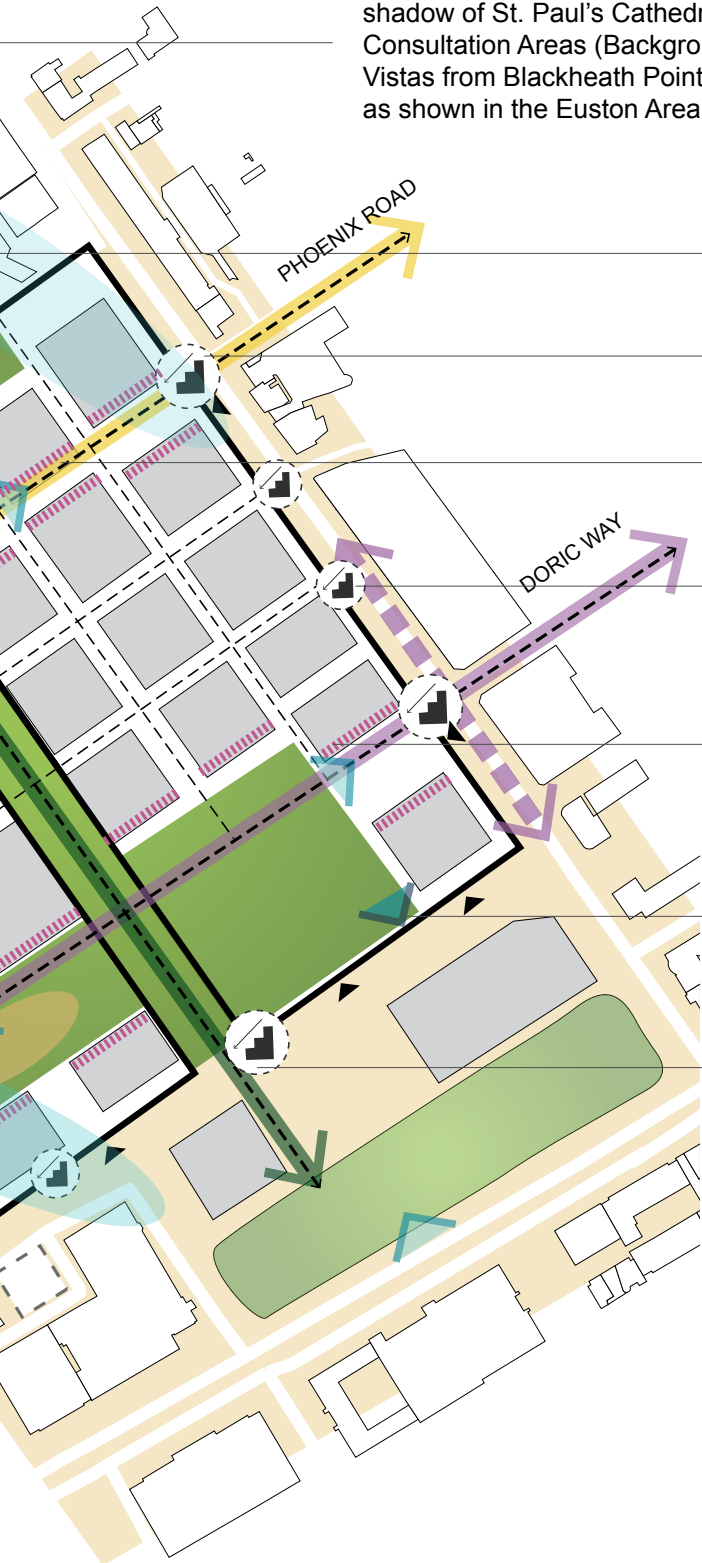 shadow of St. Paul's Cathedr
Consultation Areas (Backgro
Vistas from Blackheath Point
as shown in the Euston Area
PHOENIX ROAD
DORIC WAY